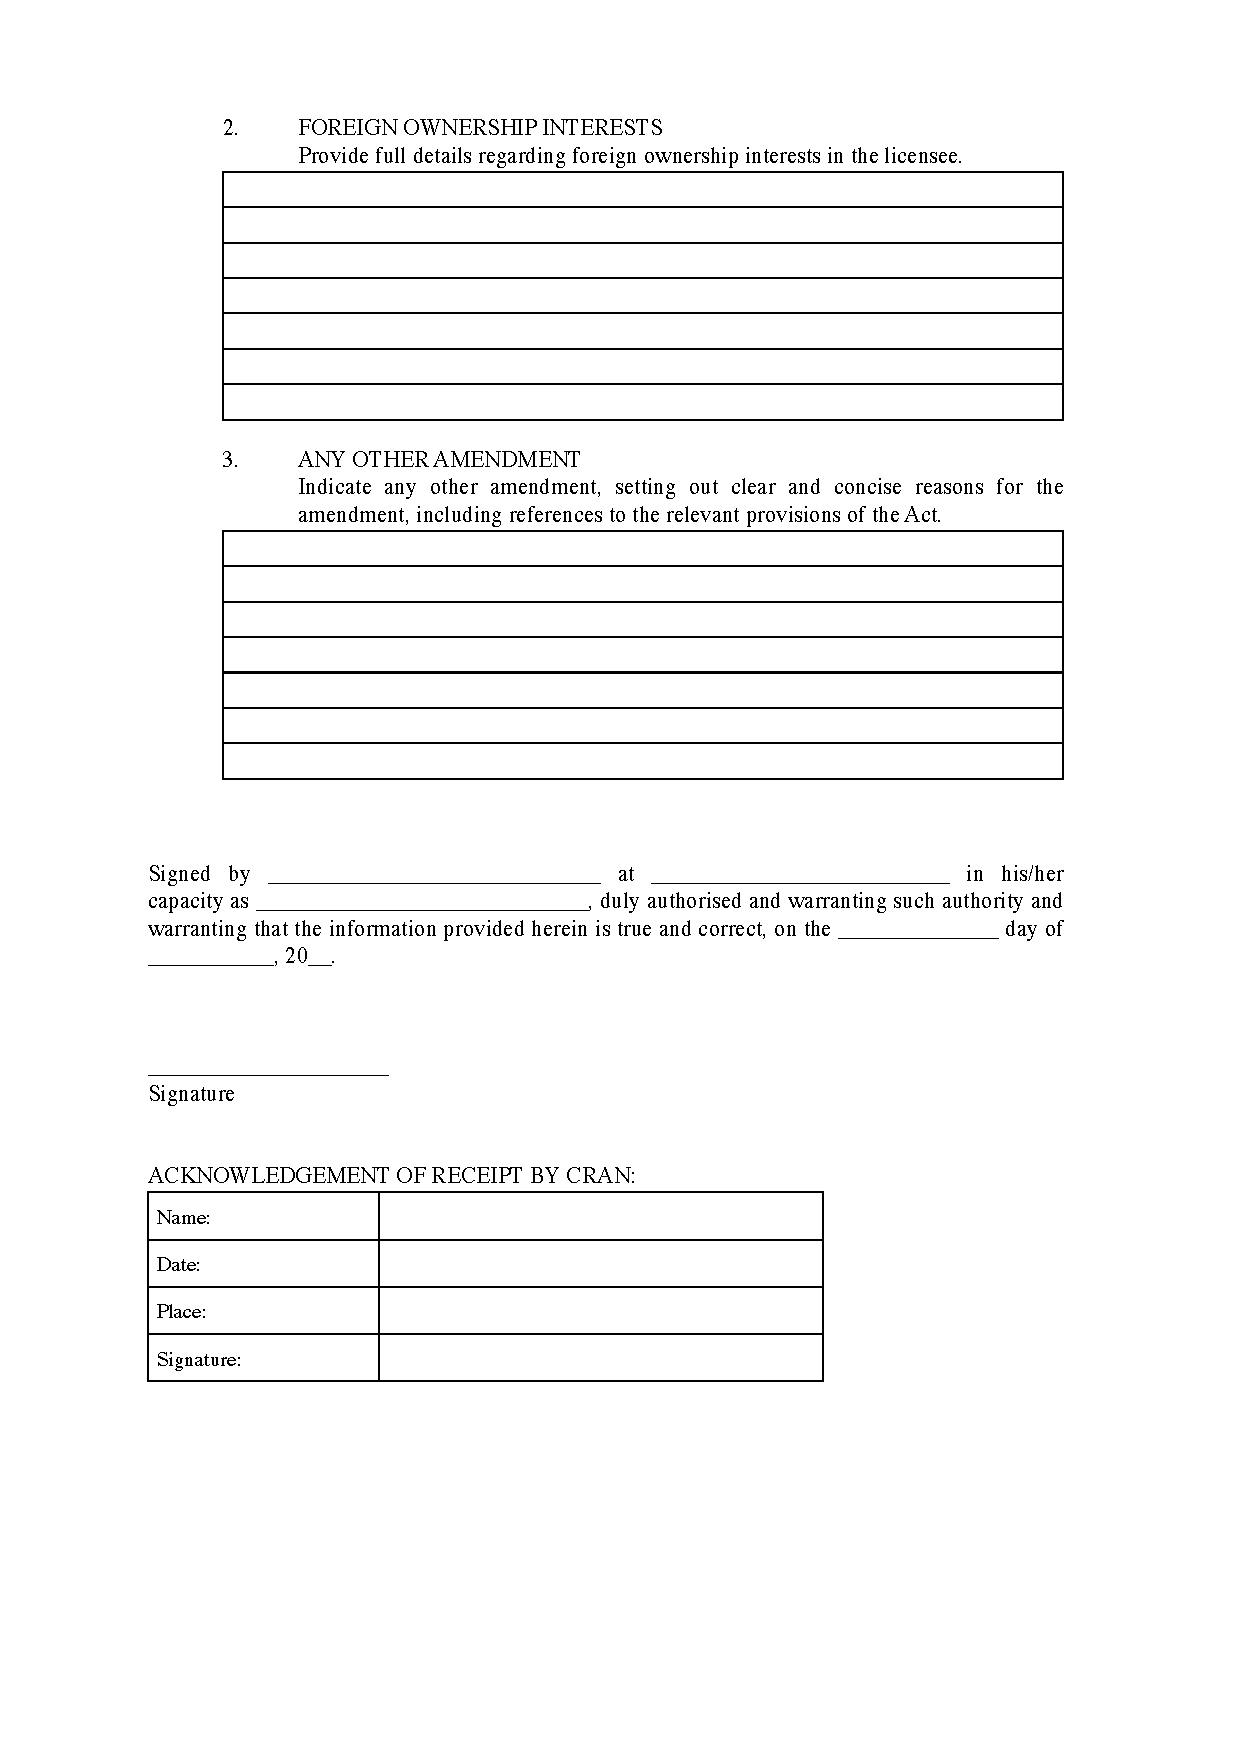 2. FOREIGN OWNERSHIP INTERESTS
Provide full details regarding foreign ownership interests in the licensee.
3. ANY OTHER AMENDMENT
Indicate any other amendment, setting out clear and concise reasons for the
amendment, including references to the relevant provisions of the Act.
Signed by _____________________________ at __________________________ in his/her
capacity as _____________________________, duly authorised and warranting such authority and
warranting that the information provided herein is true and correct, on the ______________ day of
___________, 20__.
_____________________
Signature
ACKNOWLEDGEMENT OF RECEIPT BY CRAN:
Name:
Date:
Place:
Signature: